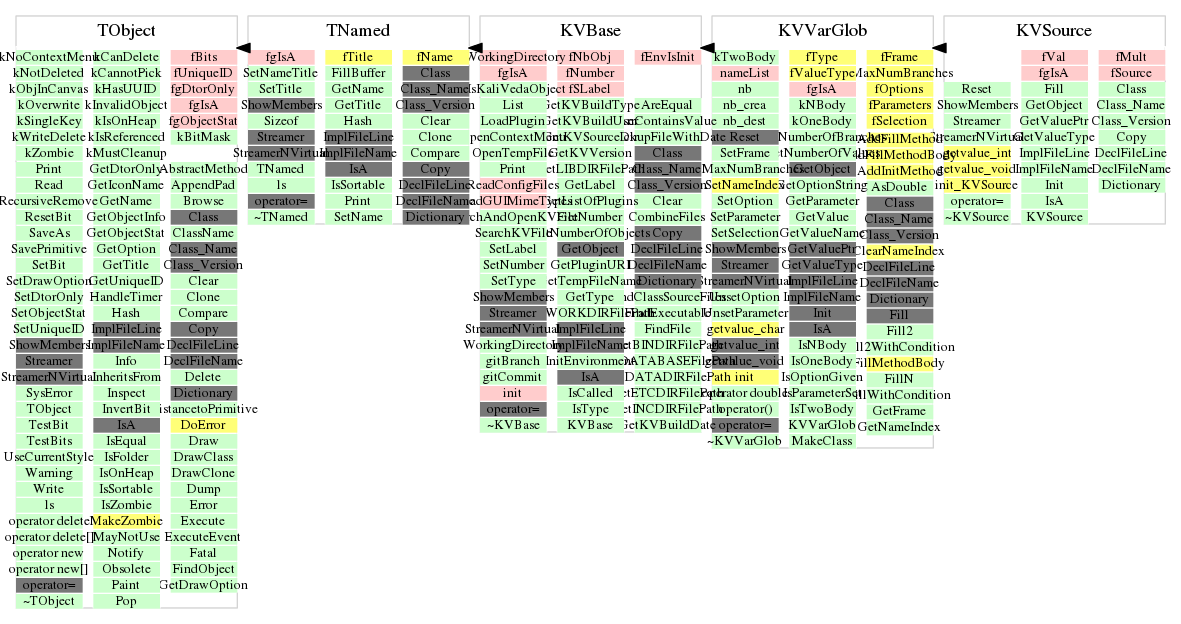 TObject
kNoContextMenu
kNotDeleted
kObjInCanvas
kOverwrite
kSingleKey
kWriteDelete
kZombie
Print
Read
RecursiveRemove
ResetBit
SaveAs
SavePrimitive
SetBit
SetDrawOption
SetDtorOnly
SetObjectStat
SetUniqueID
ShowMembers
Streamer
StreamerNVirtual
SysError
TObject
TestBit
TestBits
UseCurrentStyle
Warning
Write
ls
operator delete
operator delete[]
operator new
operator new[]
operator=
~TObject
kCanDelete
kCannotPick
kHasUUID
kInvalidObject
kIsOnHeap
kIsReferenced
kMustCleanup
GetDtorOnly
GetIconName
GetName
GetObjectInfo
GetObjectStat
GetOption
GetTitle
GetUniqueID
HandleTimer
Hash
ImplFileLine
ImplFileName
Info
InheritsFrom
Inspect
InvertBit
IsA
IsEqual
IsFolder
IsOnHeap
IsSortable
IsZombie
MakeZombie
MayNotUse
Notify
Obsolete
Paint
Pop
fBits
fUniqueID
fgDtorOnly
fgIsA
fgObjectStat
kBitMask
AbstractMethod
AppendPad
Browse
Class
ClassName
Class_Name
Class_Version
Clear
Clone
Compare
Copy
DeclFileLine
DeclFileName
Delete
Dictionary
DistancetoPrimitive
DoError
Draw
DrawClass
DrawClone
Dump
Error
Execute
ExecuteEvent
Fatal
FindObject
GetDrawOption
TNamed
fgIsA
SetNameTitle
SetTitle
ShowMembers
Sizeof
Streamer
StreamerNVirtual
TNamed
ls
operator=
~TNamed
fTitle
FillBuffer
GetName
GetTitle
Hash
ImplFileLine
ImplFileName
IsA
IsSortable
Print
SetName
fName
Class
Class_Name
Class_Version
Clear
Clone
Compare
Copy
DeclFileLine
DeclFileName
Dictionary
KVBase
WorkingDirectory
fgIsA
IsKaliVedaObject
List
LoadPlugin
OpenContextMenu
OpenTempFile
Print
ReadConfigFiles
ReadGUIMimeTypes
SearchAndOpenKVFile
SearchKVFile
SetLabel
SetNumber
SetType
ShowMembers
Streamer
StreamerNVirtual
WorkingDirectory
gitBranch
gitCommit
init
operator=
~KVBase
fNbObj
fNumber
fSLabel
GetKVBuildType
GetKVBuildUser
GetKVSourceDir
GetKVVersion
GetLIBDIRFilePath
GetLabel
GetListOfPlugins
GetNumber
GetNumberOfObjects
GetObject
GetPluginURI
GetTempFileName
GetType
GetWORKDIRFilePath
ImplFileLine
ImplFileName
InitEnvironment
IsA
IsCalled
IsType
KVBase
fEnvIsInit
AreEqual
BackupFileWithDate
Class
Class_Name
Class_Version
Clear
CombineFiles
Copy
DeclFileLine
DeclFileName
Dictionary
FindClassSourceFiles
FindExecutable
FindFile
GetBINDIRFilePath
GetDATABASEFilePath
GetDATADIRFilePath
GetETCDIRFilePath
GetINCDIRFilePath
GetKVBuildDate
KVVarGlob
kTwoBody
nameList
nb
nb_crea
nb_dest
Reset
SetFrame
SetMaxNumBranches
SetNameIndex
SetOption
SetParameter
SetSelection
ShowMembers
Streamer
StreamerNVirtual
UnsetOption
UnsetParameter
getvalue_char
getvalue_int
getvalue_void
init
operator double
operator()
operator=
~KVVarGlob
fType
fValueType
fgIsA
kNBody
kOneBody
GetNumberOfBranches
GetNumberOfValues
GetObject
GetOptionString
GetParameter
GetValue
GetValueName
GetValuePtr
GetValueType
ImplFileLine
ImplFileName
Init
IsA
IsNBody
IsOneBody
IsOptionGiven
IsParameterSet
IsTwoBody
KVVarGlob
MakeClass
fFrame
fMaxNumBranches
fOptions
fParameters
fSelection
AddFillMethod
AddFillMethodBody
AddInitMethod
AsDouble
Class
Class_Name
Class_Version
ClearNameIndex
DeclFileLine
DeclFileName
Dictionary
Fill
Fill2
Fill2WithCondition
FillMethodBody
FillN
FillWithCondition
GetFrame
GetNameIndex
KVSource
Reset
ShowMembers
Streamer
StreamerNVirtual
getvalue_int
getvalue_void
init_KVSource
operator=
~KVSource
fVal
fgIsA
Fill
GetObject
GetValuePtr
GetValueType
ImplFileLine
ImplFileName
Init
IsA
KVSource
fMult
fSource
Class
Class_Name
Class_Version
Copy
DeclFileLine
DeclFileName
Dictionary